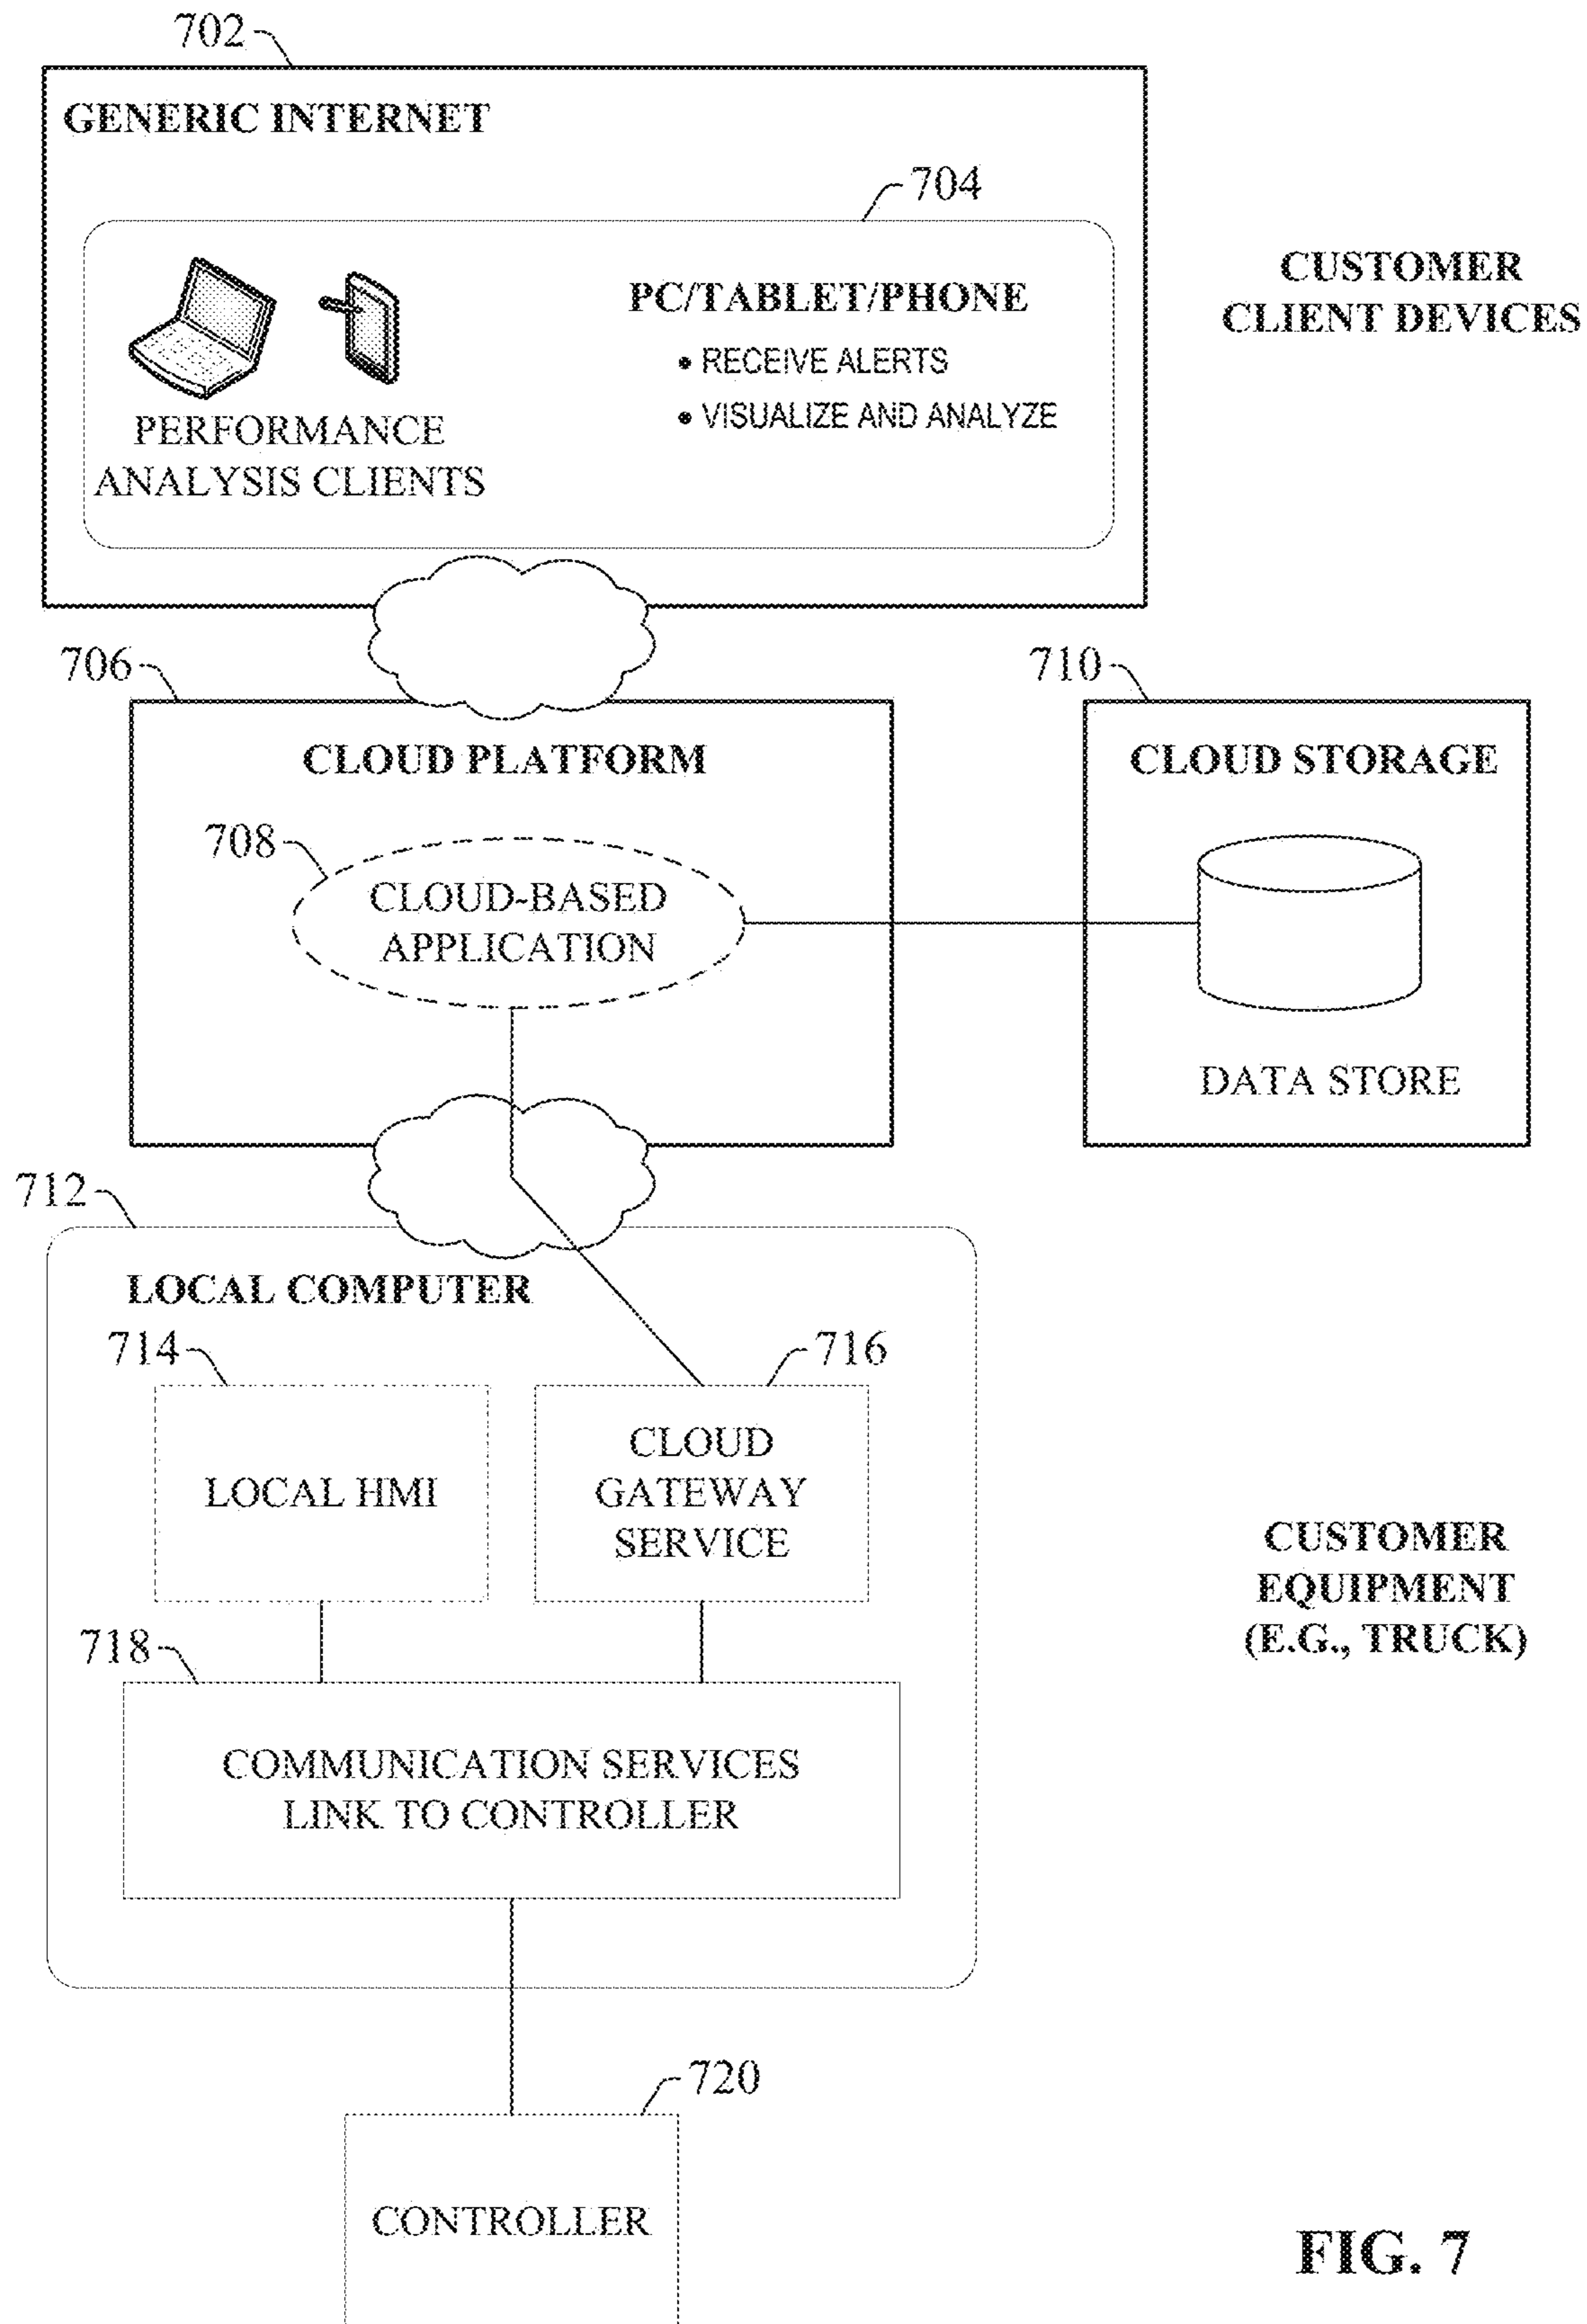 702
GENERIC INTERNET
704
PC/TABLET/PHONE
• RECEIVE ALERTS
• VISUALIZE AND ANALYZE
PERFORMANCE
ANALYSIS CLIENTS
CUSTOMER
CLIENT DEVICES
706
CLOUD PLATFORM
708
CLOUD-BASED
APPLICATION
710
CLOUD STORAGE
DATA STORE
712
LOCAL COMPUTER
714
LOCAL HMI
716
CLOUD
GATEWAY
SERVICE
CUSTOMER
EQUIPMENT
(E.G., TRUCK)
718
COMMUNICATION SERVICES
LINK TO CONTROLLER
720
CONTROLLER
FIG. 7